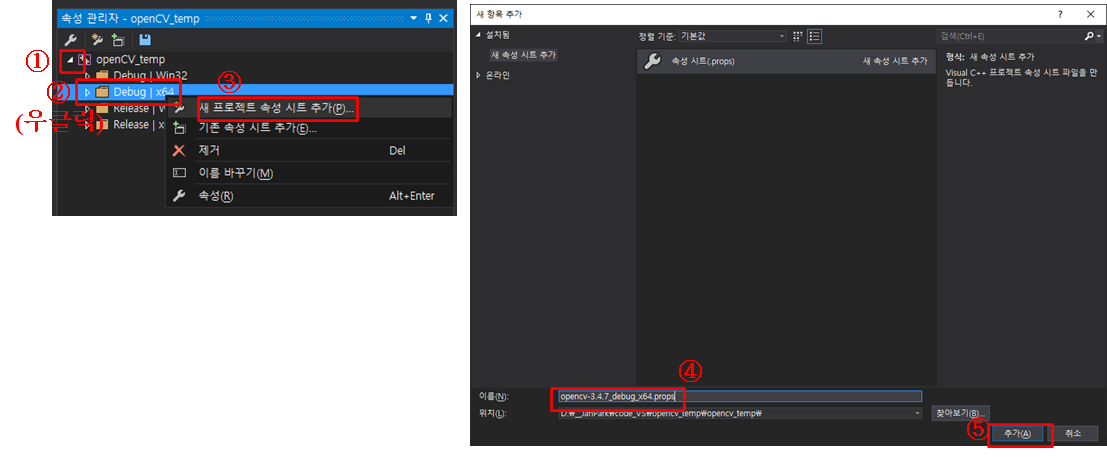 속성 관리자 - openCV_temp
① openCV_temp
Debug | Win32
② Debug | x64
③
(우클릭)
Release | W
Release | x
새 프로젝트 속성 시트 추가(P)...
기존 속성 시트 추가(E)...
제거 Del
이름 바꾸기(M)
속성(R) Alt+Enter
새 항목 추가
설치됨
새 속성 시트 추가
온라인
정렬 기준: 기본값
검색(Ctrl+E)
속성 시트(.props) 새 속성 시트 추가
형식: 새 속성 시트 추가
Visual C++ 프로젝트 속성 시트 파일을 만
듭니다.
④
이름(N): opencv-3.4.7_debug_x64.props
위치(L): D:₩__JanPark₩code_VS₩opencv_temp₩opencv_temp₩
찾아보기(B)...
⑤ 추가(A) 취소